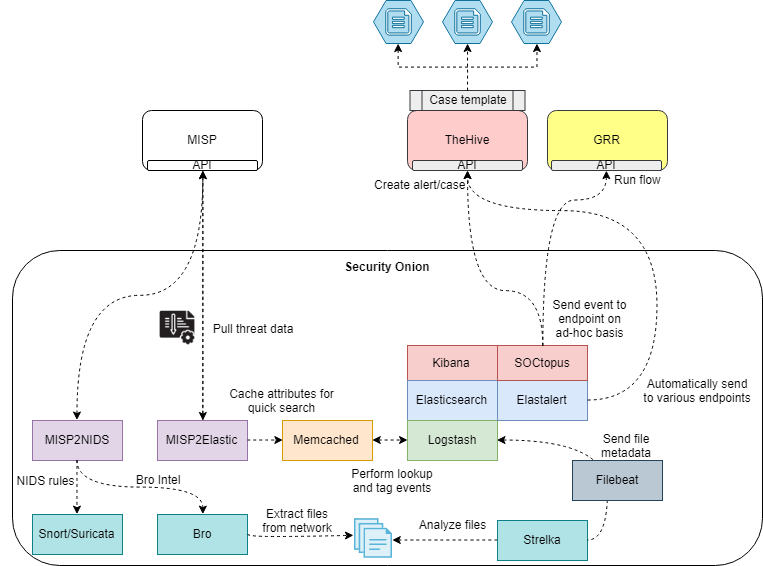 Case template
MISP
API
TheHive
API
GRR
API
Create alert/case
Run flow
Security Onion
Pull threat data
Send event to
endpoint on
ad-hoc basis
Kibana
SOCtopus
Cache attributes for
quick search
Elasticsearch
Elastalert
Automatically send
to various endpoints
MISP2NIDS
MISP2Elastic
Memcached
Logstash
Send file
metadata
NIDS rules
Bro Intel
Perform lookup
and tag events
Filebeat
Snort/Suricata
Bro
Extract files
from network
Analyze files
Strelka